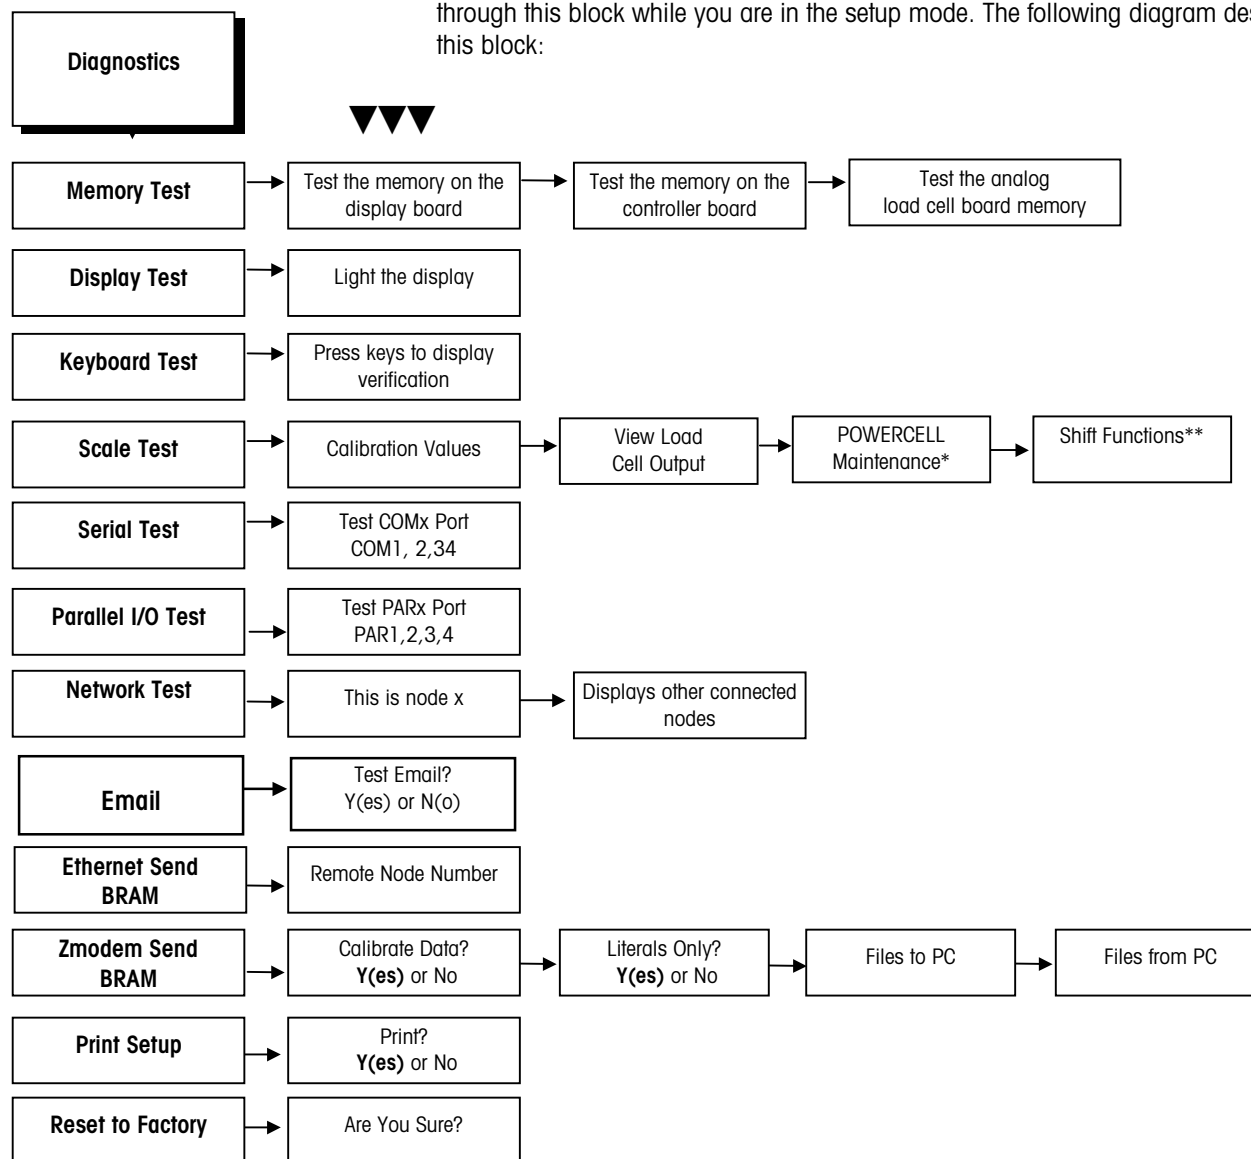 through this block while you are in the setup mode. The following diagram des
this block:
Diagnostics
Memory Test
Test the memory on the
display board
Test the memory on the
controller board
Test the analog
load cell board memory
Display Test
Light the display
Keyboard Test
Press keys to display
verification
Scale Test
Calibration Values
View Load
Cell Output
POWERCELL
Maintenance*
Shift Functions**
Serial Test
Test COMx Port
COM1, 2,34
Parallel I/O Test
Test PARx Port
PAR1,2,3,4
Network Test
This is node x
Displays other connected
nodes
Email
Test Email?
Y(es) or N(o)
Ethernet Send
BRAM
Remote Node Number
Zmodem Send
BRAM
Calibrate Data?
Y(es) or No
Literals Only?
Y(es) or No
Files to PC
Files from PC
Print Setup
Print?
Y(es) or No
Reset to Factory
Are You Sure?